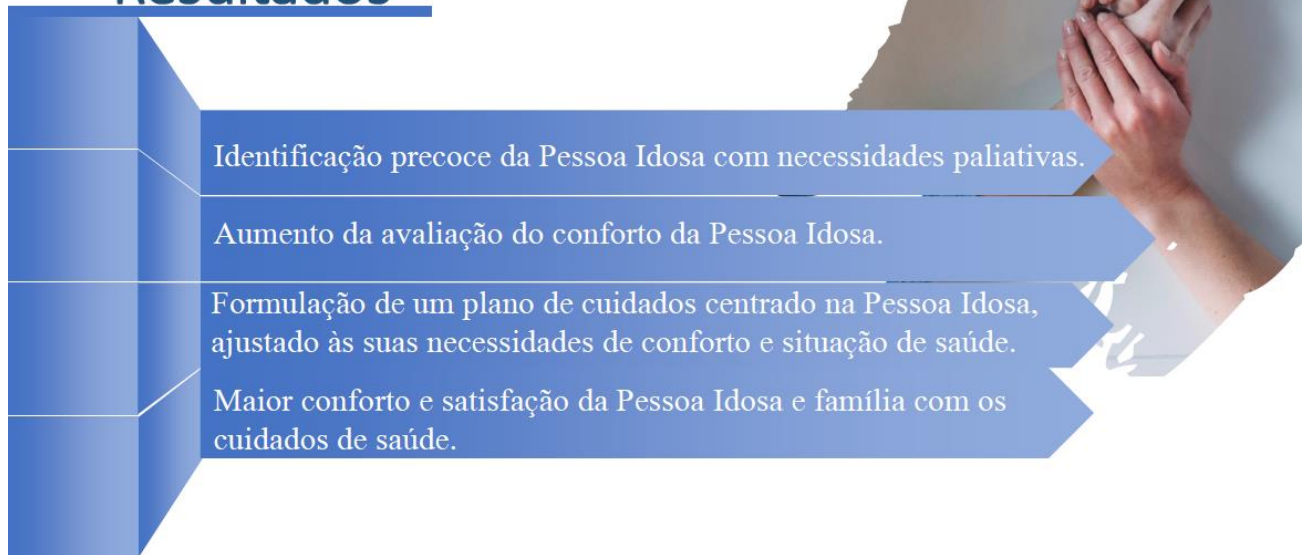 Resultados
Identificação precoce da Pessoa Idosa com necessidades paliativas.
Aumento da avaliação do conforto da Pessoa Idosa.
Formulação de um plano de cuidados centrado na Pessoa Idosa,
ajustado às suas necessidades de conforto e situação de saúde.
Maior conforto e satisfação da Pessoa Idosa e família com os
cuidados de saúde.